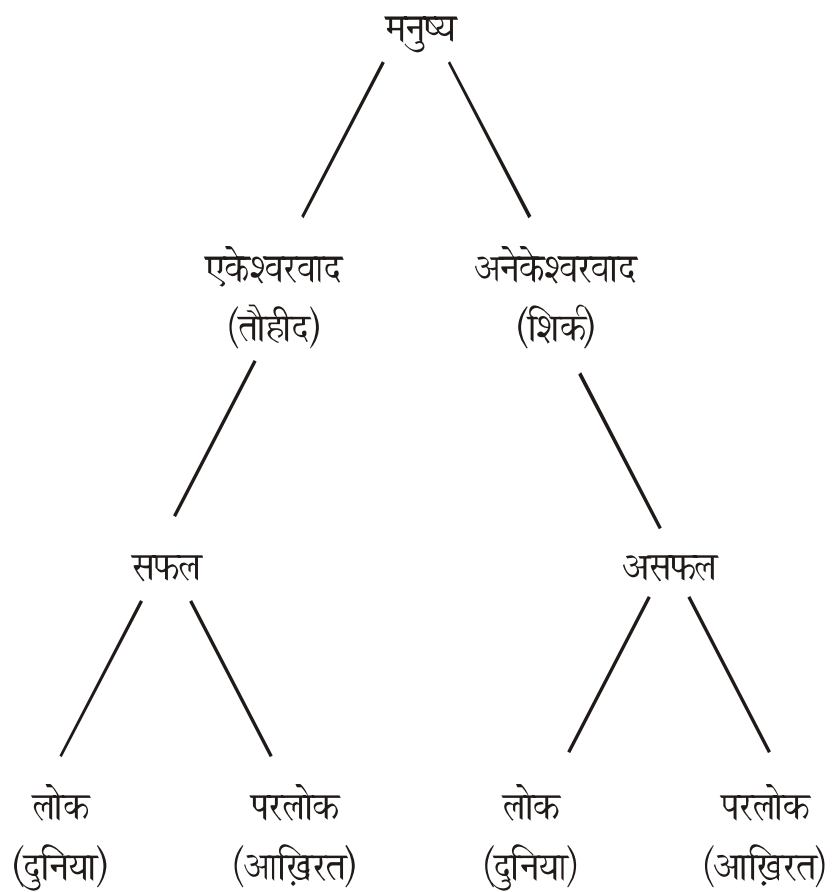 मनुष्य
एकेश्वरवाद अनेकेश्वरवाद
(तौहीद) (शिर्क)
सफल असफल
लोक परलोक लोक परलोक
(दुनिया) (आख़िरत) (दुनिया) (आख़िरत)